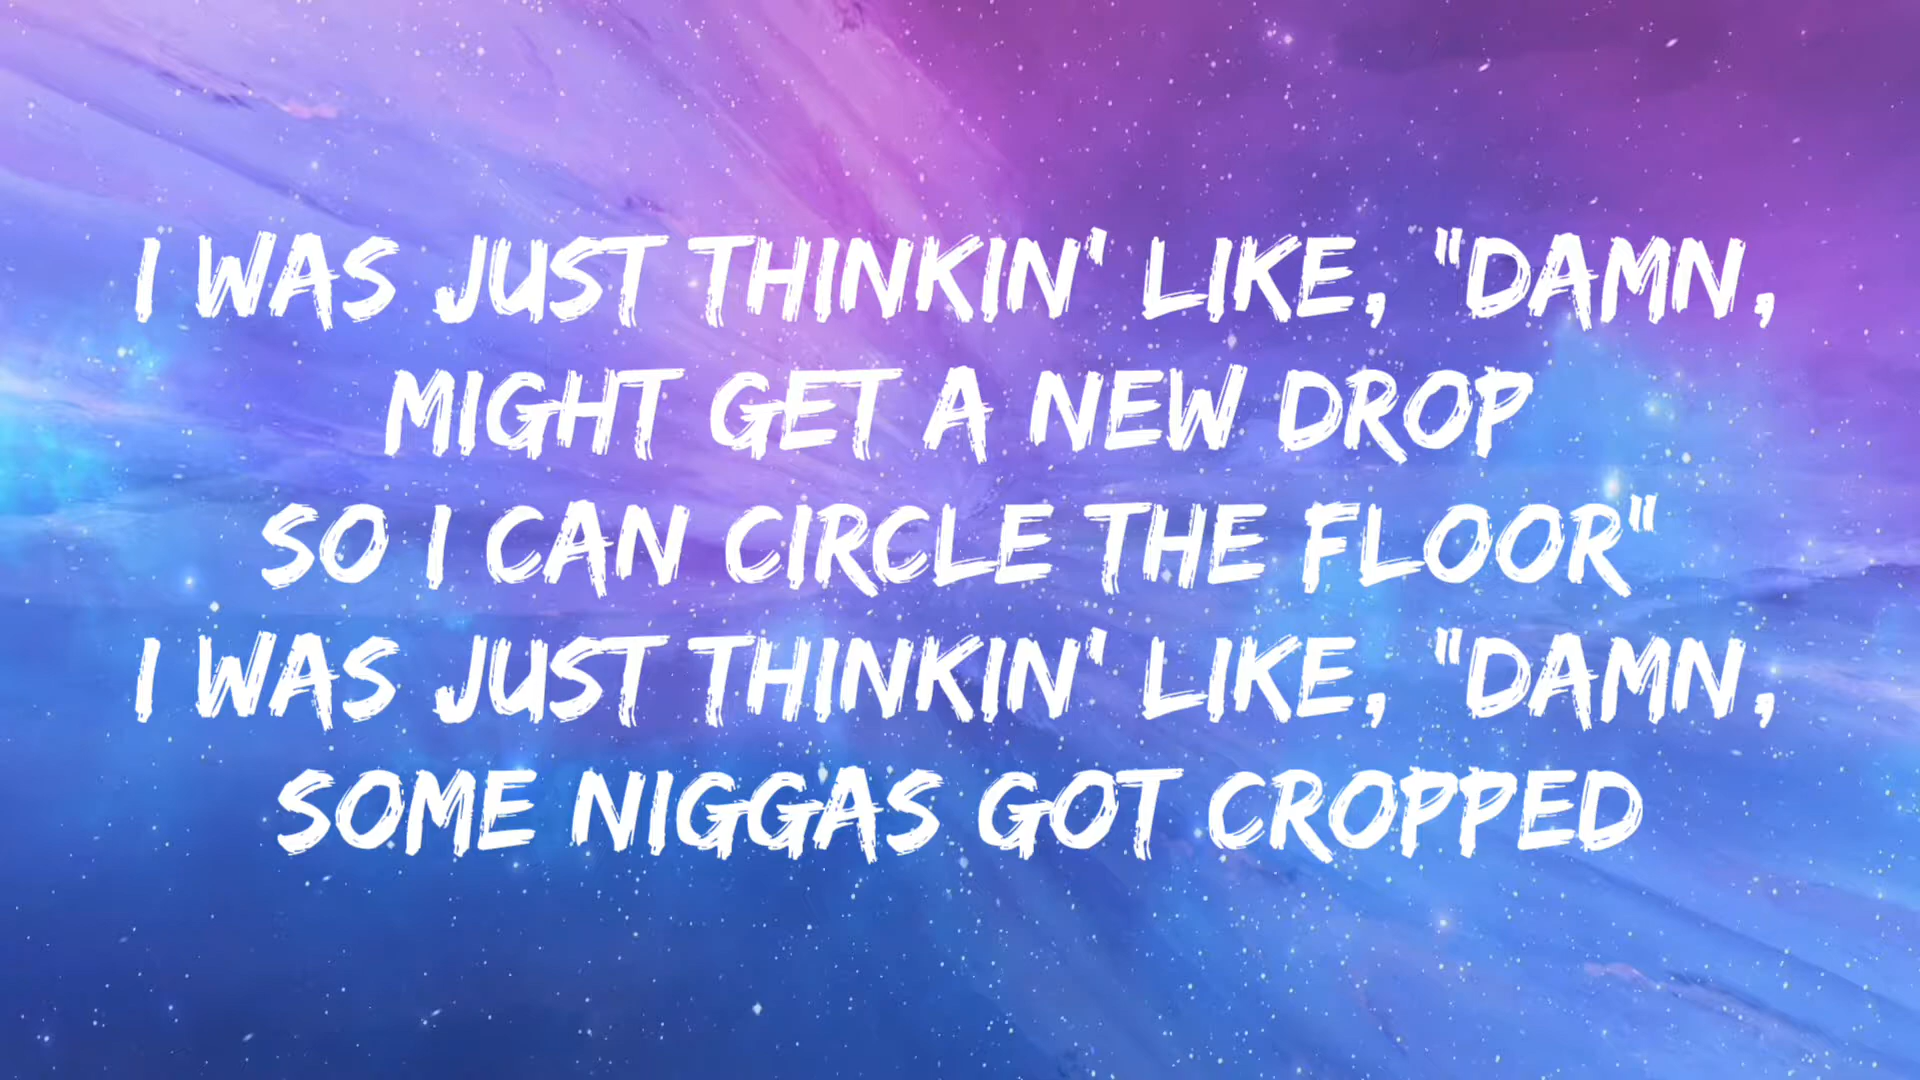 I WAS JUST THINKIN' LIKE, "DAMN,
MIGHT GET A NEW DROP
SO I CAN CIRCLE THE FLOOR"
I WAS JUST THINKIN' LIKE, "DAMN,
SOME NIGGAS GOT CROPPED